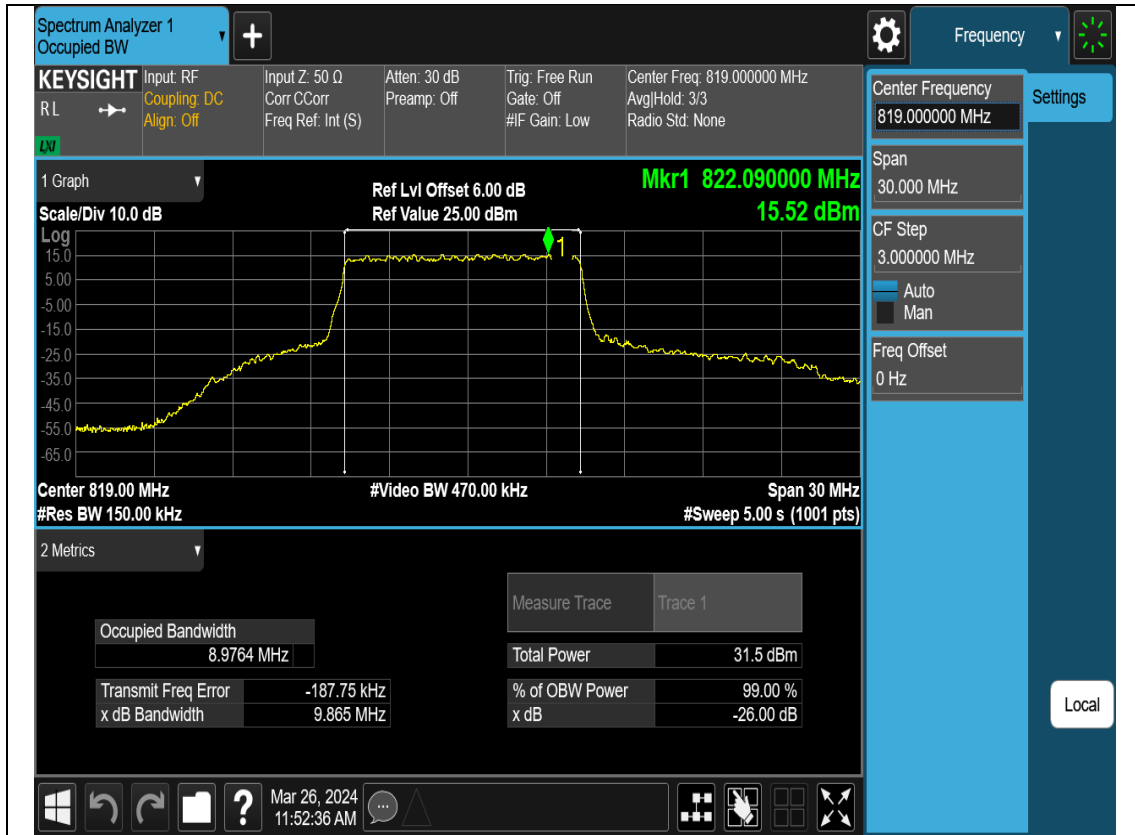 Spectrum Analyzer 1
Occupied BW
+
Frequency
KEYSIGHT
RL
LXI
Input: RF
Coupling: DC
Align: Off
Input Z: 50 Ω
Corr CCorr
Freq Ref: Int (S)
Atten: 30 dB
Preamp: Off
Trig: Free Run
Gate: Off
#IF Gain: Low
Center Freq: 819.000000 MHz
Avg|Hold: 3/3
Radio Std: None
Center Frequency
819.000000 MHz
Settings
Span
30.000 MHz
CF Step
3.000000 MHz
Auto
Man
Freq Offset
0 Hz
Local
1 Graph
Scale/Div 10.0 dB
Ref Lvl Offset 6.00 dB
Ref Value 25.00 dBm
Mkr1 822.090000 MHz
15.52 dBm
Log
15.0
5.00
-5.00
-15.0
-25.0
-35.0
-45.0
-55.0
-65.0
1
Center 819.00 MHz
#Video BW 470.00 kHz
Span 30 MHz
#Res BW 150.00 kHz
#Sweep 5.00 s (1001 pts)
2 Metrics
Measure Trace Trace 1
Occupied Bandwidth
8.9764 MHz
Total Power 31.5 dBm
Transmit Freq Error -187.75 kHz
% of OBW Power 99.00 %
x dB Bandwidth 9.865 MHz
x dB -26.00 dB
?
Mar 26, 2024
11:52:36 AM